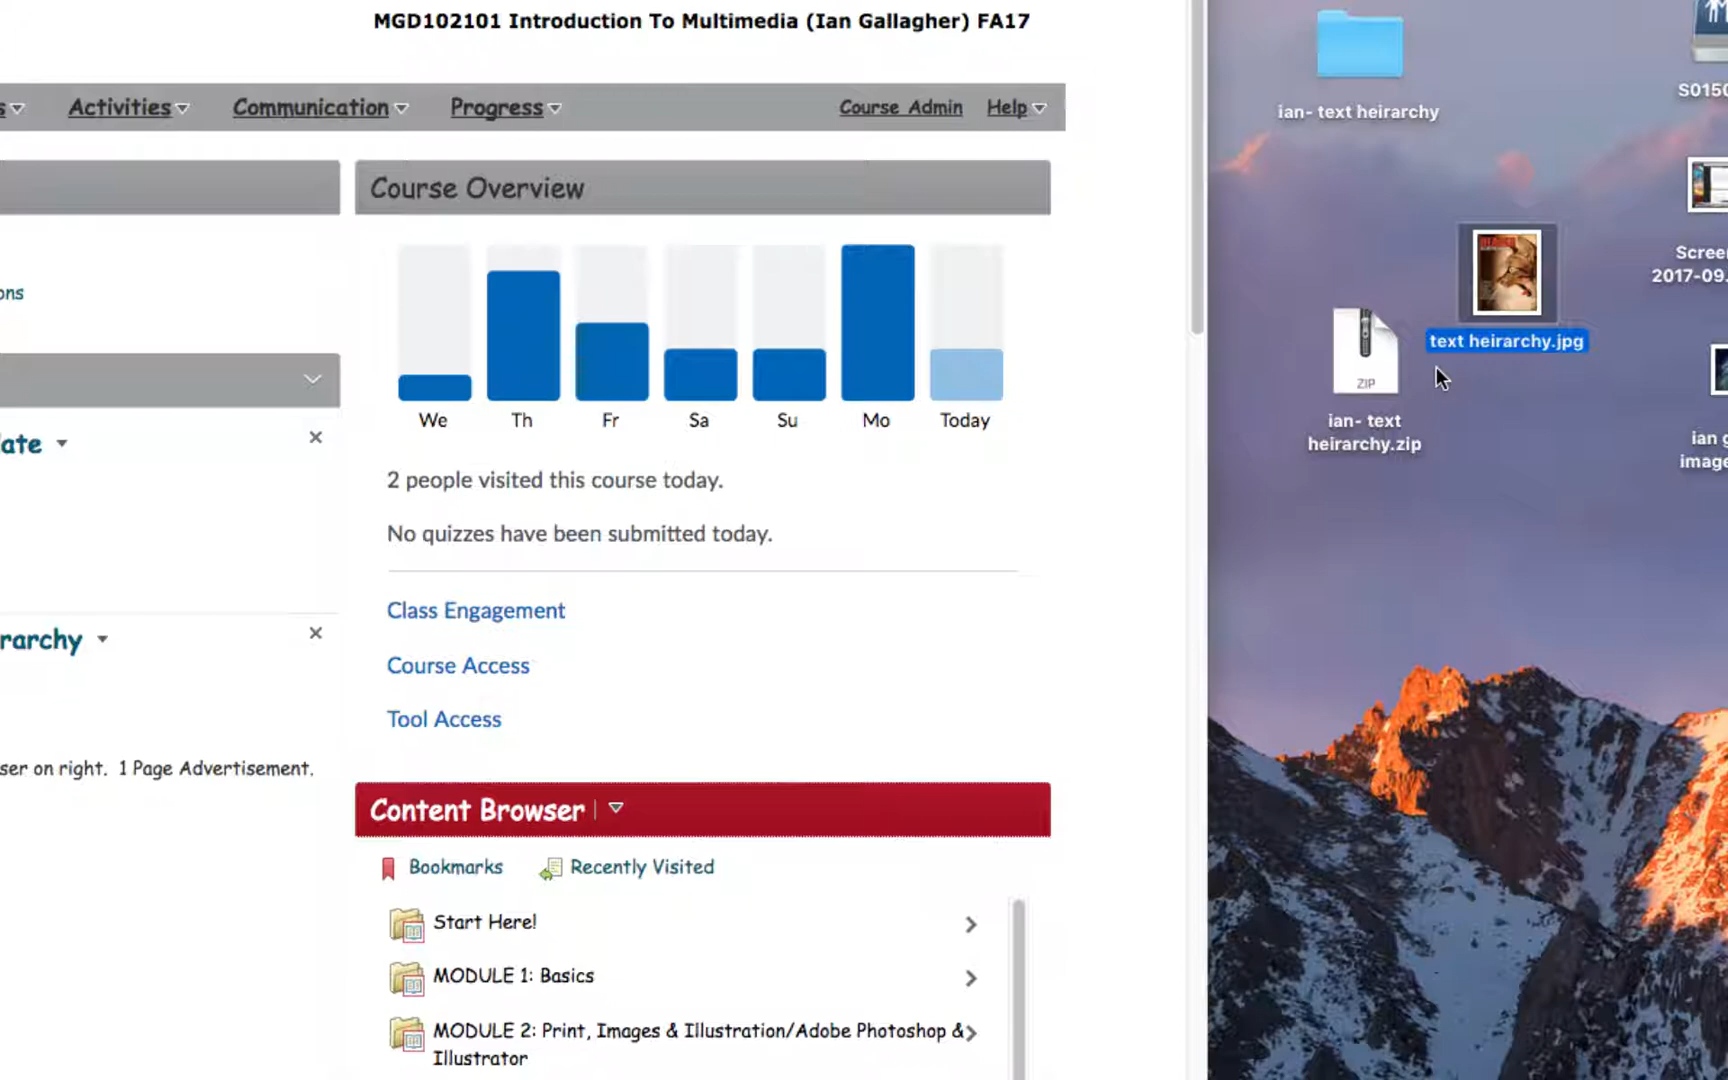 MGD102101 Introduction To Multimedia (Ian Gallagher) FA17
Activities
Communication
Progress
Course Admin
Help
Course Overview
We
Th
Fr
Sa
Su
Mo
Today
2 people visited this course today.
No quizzes have been submitted today.
Class Engagement
Course Access
Tool Access
ser on right.  1 Page Advertisement.
Content Browser
Bookmarks
Recently Visited
Start Here!
MODULE 1: Basics
MODULE 2: Print, Images & Illustration/Adobe Photoshop &
Illustrator
ian- text heirarchy
text heirarchy.jpg
ZIP
ian- text
heirarchy.zip
S0150
Screen
2017-09.
ian g
image
ons
ate
rarchy